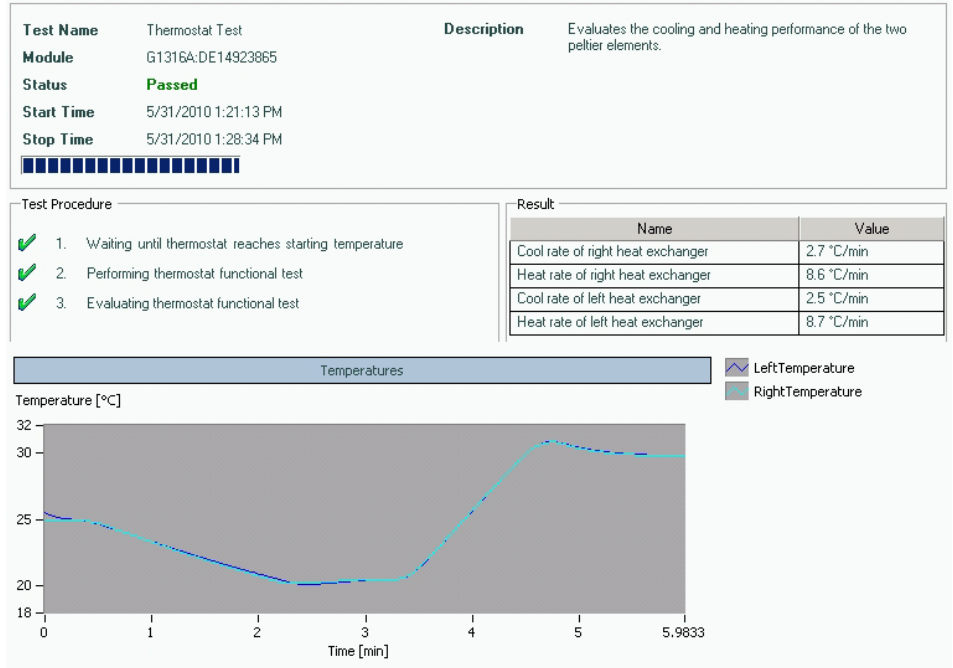 Test Name Thermostat Test
Module G1316A:DE14923865
Status Passed
Start Time 5/31/2010 1:21:13 PM
Stop Time 5/31/2010 1:28:34 PM
Description Evaluates the cooling and heating performance of the two
peltier elements.
Test Procedure
1. Waiting until thermostat reaches starting temperature
2. Performing thermostat functional test
3. Evaluating thermostat functional test
Result
Name Value
Cool rate of right heat exchanger 2.7 °C/min
Heat rate of right heat exchanger 8.6 °C/min
Cool rate of left heat exchanger 2.5 °C/min
Heat rate of left heat exchanger 8.7 °C/min
Temperatures
LeftTemperature
RightTemperature
Temperature [°C]
32
30
25
20
18
0 1 2 3 4 5 5.9833
Time [min]